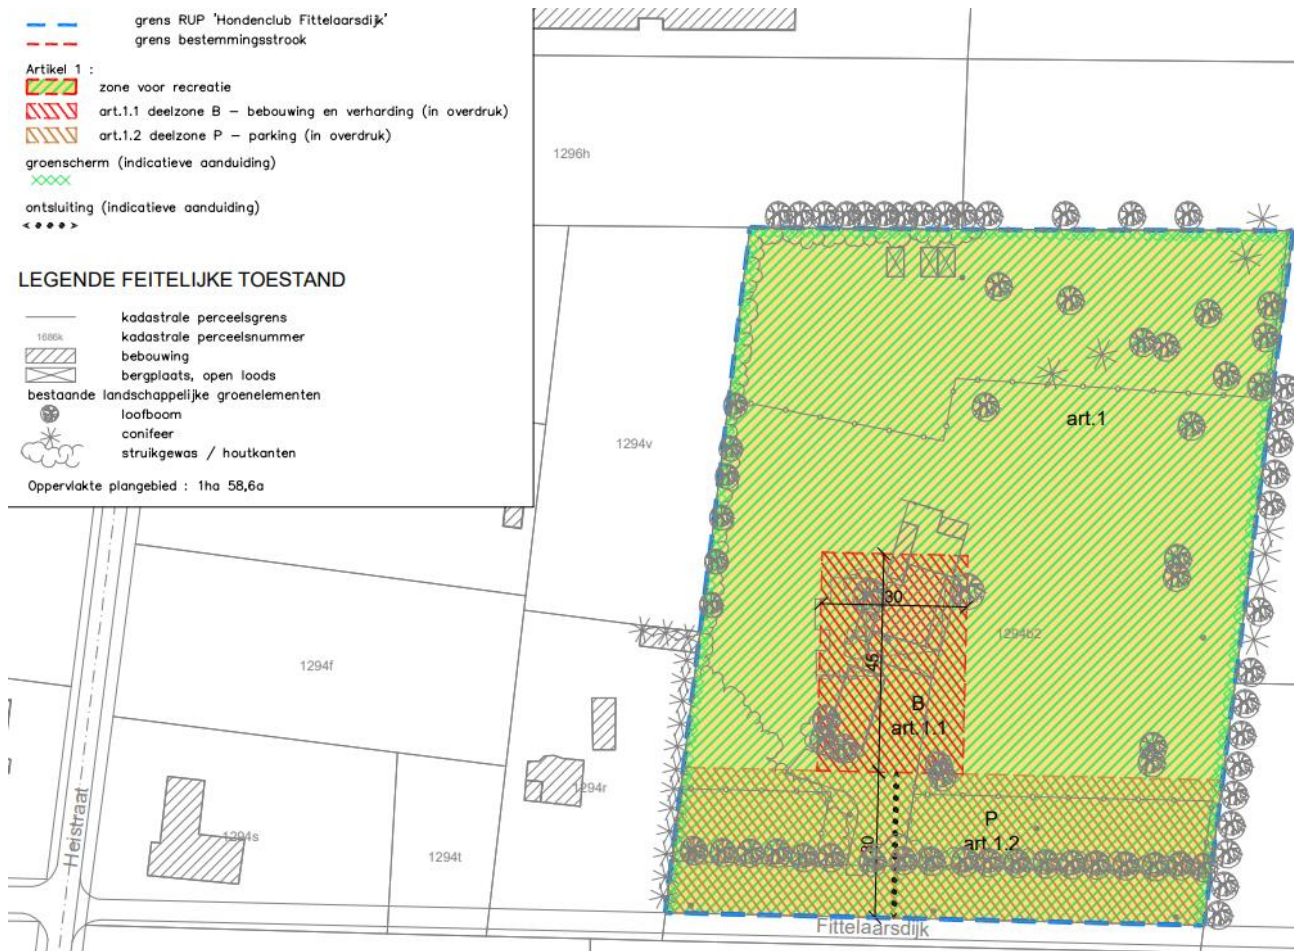 grens RUP 'Hondenclub Fittelaarsdijk'
grens bestemmingsstrook
Artikel 1 :
zone voor recreatie
art.1.1 deelzone B – bebouwing en verharding (in overdruk)
art.1.2 deelzone P – parking (in overdruk)
groenscherm (indicatieve aanduiding)
ontsluiting (indicatieve aanduiding)
LEGENDE FEITELIJKE TOESTAND
kadastrale perceelsgrens
1686k kadastrale perceelsnummer
bebouwing
bergplaats, open loods
bestaande landschappelijke groenelementen
loofboom
conifeer
struikgewas / houtkanten
Oppervlakte plangebied : 1ha 58,6a
1296h
1294v
art.1
30
1294b2
45
1294f
B
art.1.1
1294r
Heistraat
1294s
1294t
P
art.1.2
30
Fittelaarsdijk